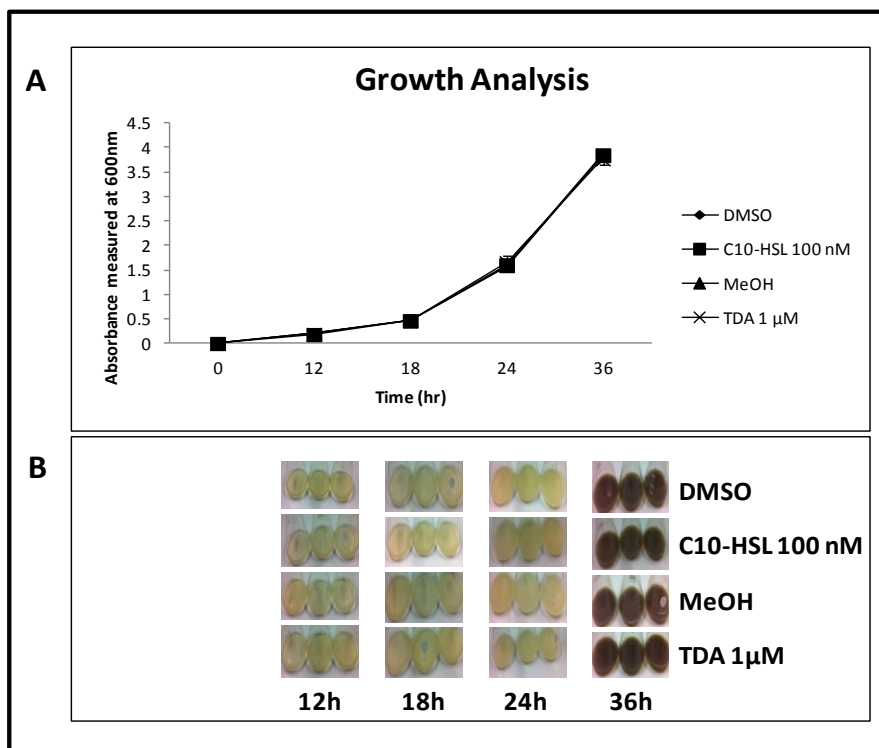 A
Growth Analysis
Absorbance measured at 600nm
4.5
4
3.5
3
2.5
2
1.5
1
0.5
0
0 12 18 24 36
Time (hr)
DMSO
C10-HSL 100 nM
MeOH
TDA 1 µM
B
DMSO
C10-HSL 100 nM
MeOH
TDA 1µM
12h 18h 24h 36h